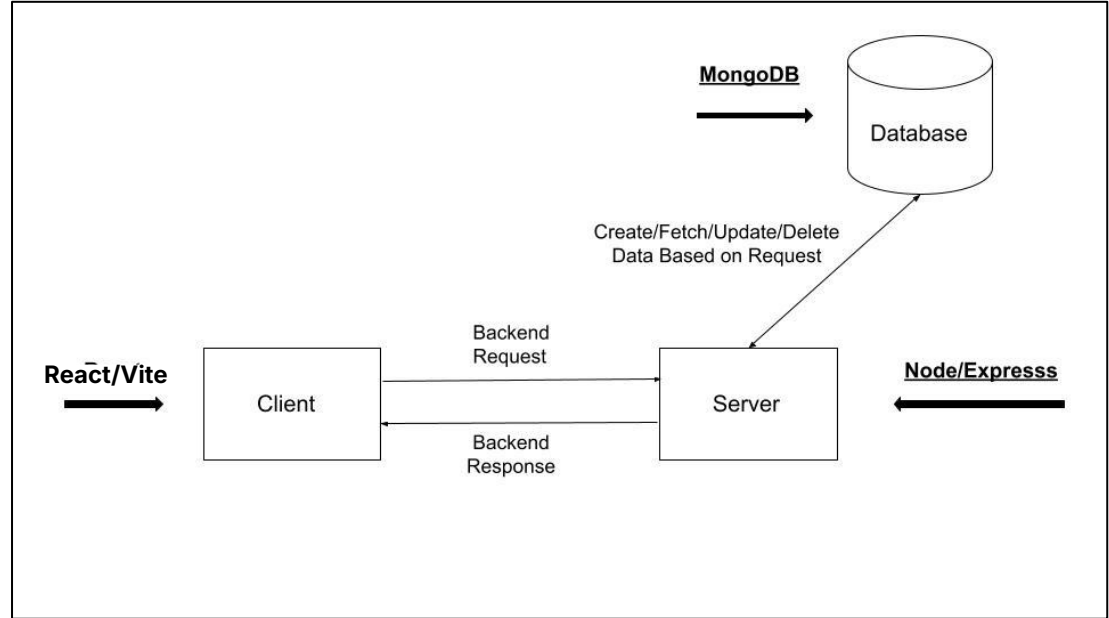 MongoDB
Database
Create/Fetch/Update/Delete
Data Based on Request
Backend
Request
React/Vite
Client
Server
Node/Expresss
Backend
Response